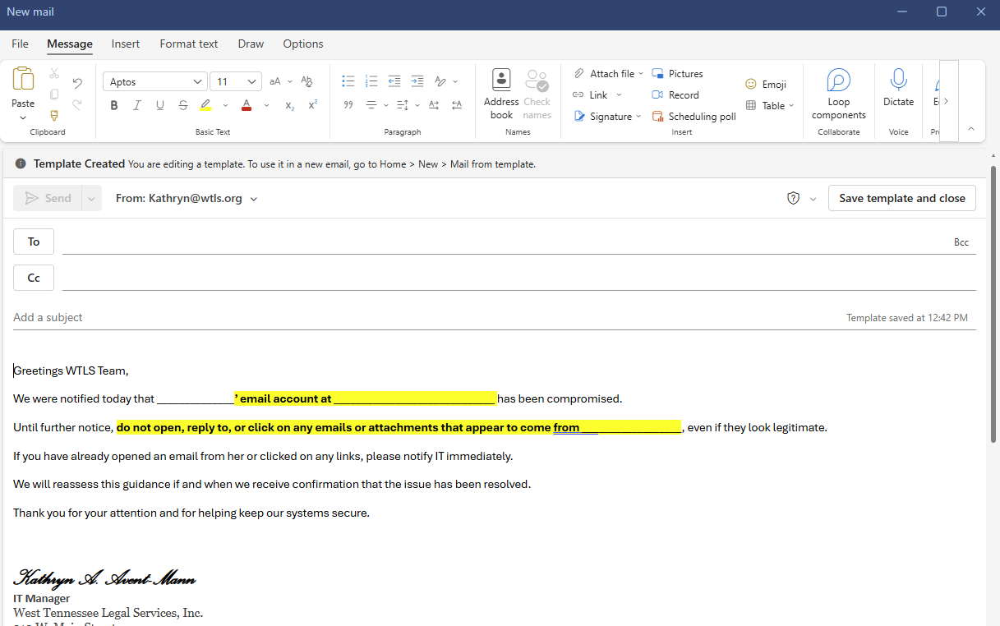 New mail
File Message Insert Format text Draw Options
Paste
Clipboard
Aptos 11 aA
B I U S A x₂ x²
Basic Text
Paragraph
Address book
Check names
Names
Attach file Pictures
Link Record
Signature Scheduling poll
Emoji
Table
Insert
Loop components
Collaborate
Dictate
Voice
Template Created You are editing a template. To use it in a new email, go to Home > New > Mail from template.
Send From: Kathryn@wtls.org Save template and close
To Bcc
Cc
Add a subject Template saved at 12:42 PM
Greetings WTLS Team,
We were notified today that ______________’ email account at _____________________________ has been compromised.
Until further notice, do not open, reply to, or click on any emails or attachments that appear to come from __________________, even if they look legitimate.
If you have already opened an email from her or clicked on any links, please notify IT immediately.
We will reassess this guidance if and when we receive confirmation that the issue has been resolved.
Thank you for your attention and for helping keep our systems secure.
Kathryn A. Avent-Mann
IT Manager
West Tennessee Legal Services, Inc.